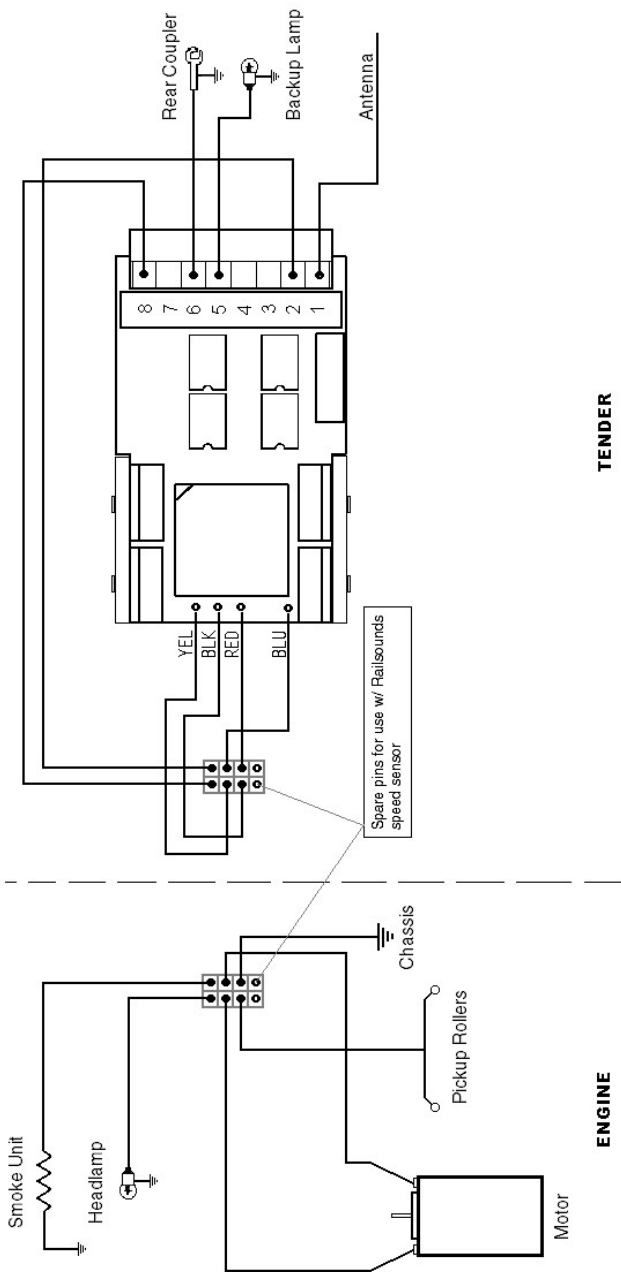 Smoke Unit
Headlamp
Motor
Pickup Rollers
Chassis
ENGINE
Spare pins for use w/ Railsounds
speed sensor
YEL
BLK
RED
BLU
8
7
6
5
4
3
2
1
Rear Coupler
Backup Lamp
Antenna
TENDER